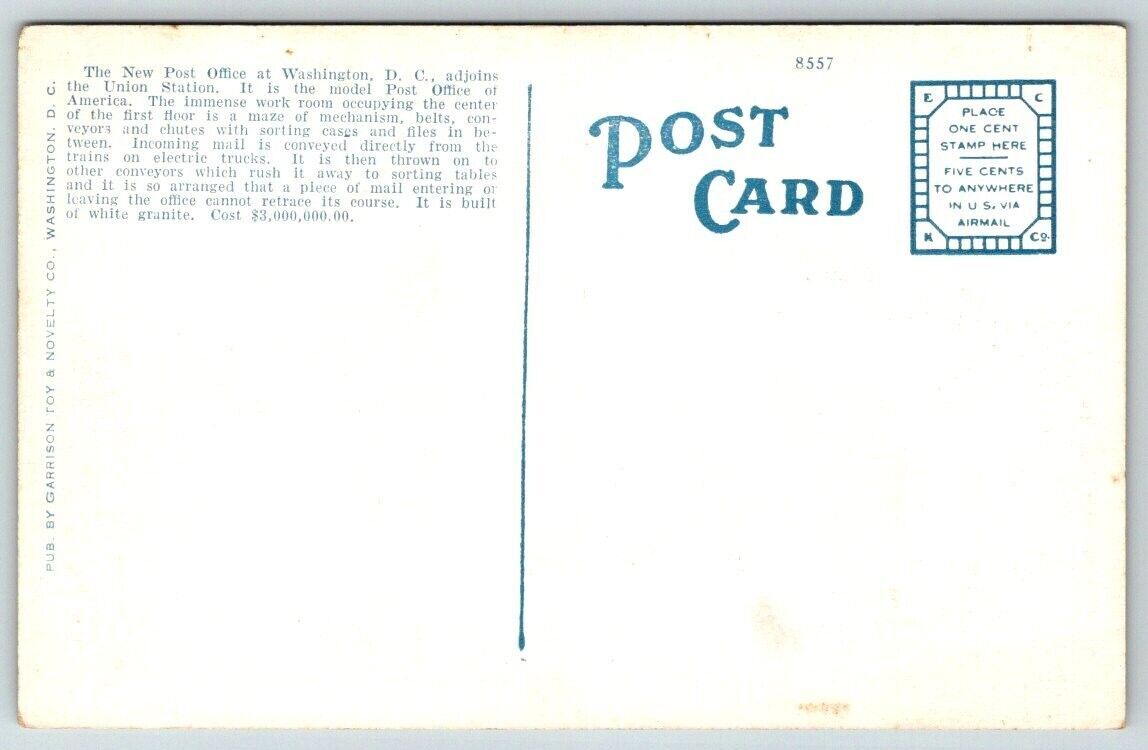 The New Post Office at Washington, D. C., adjoins
the Union Station. It is the model Post Office of
America. The immense work room occupying the center
of the first floor is a maze of mechanism, belts, con-
veyors and chutes with sorting cases and files in be-
tween. Incoming mail is conveyed directly from the
trains on electric trucks. It is then thrown on to
other conveyors which rush it away to sorting tables
and it is so arranged that a piece of mail entering or
leaving the office cannot retrace its course. It is built
of white granite. Cost $3,000,000.00.
PUB. BY GARRISON TOY & NOVELTY CO., WASHINGTON. D. C.
8557
POST
CARD
E C
PLACE
ONE CENT
STAMP HERE
FIVE CENTS
TO ANYWHERE
IN U.S. VIA
AIRMAIL
K Co.